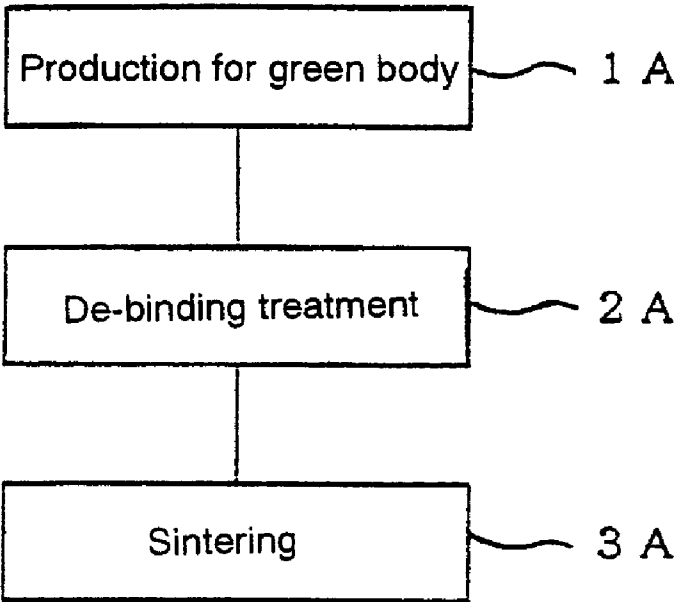 Production for green body 1 A
De-binding treatment 2 A
Sintering 3 A